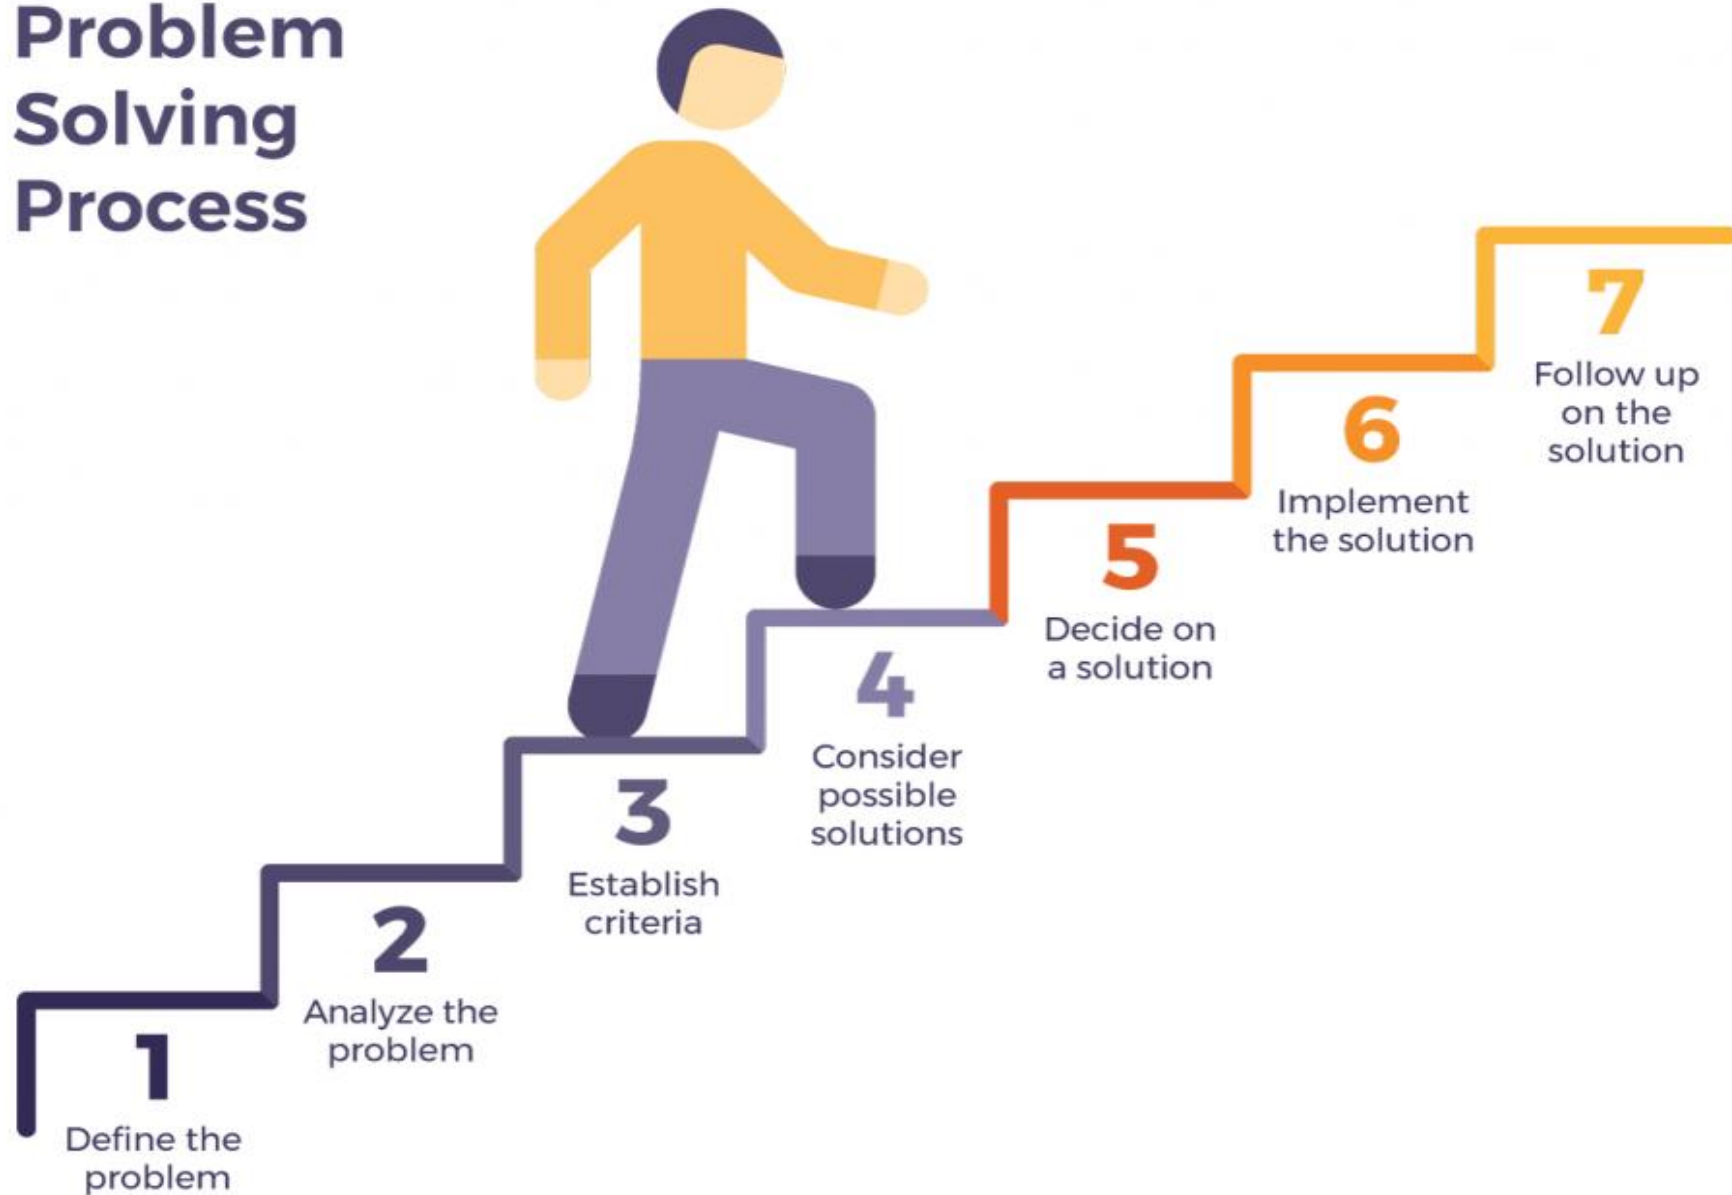 Problem
Solving
Process
1
Define the
problem
2
Analyze the
problem
3
Establish
criteria
4
Consider
possible
solutions
5
Decide on
a solution
6
Implement
the solution
7
Follow up
on the
solution